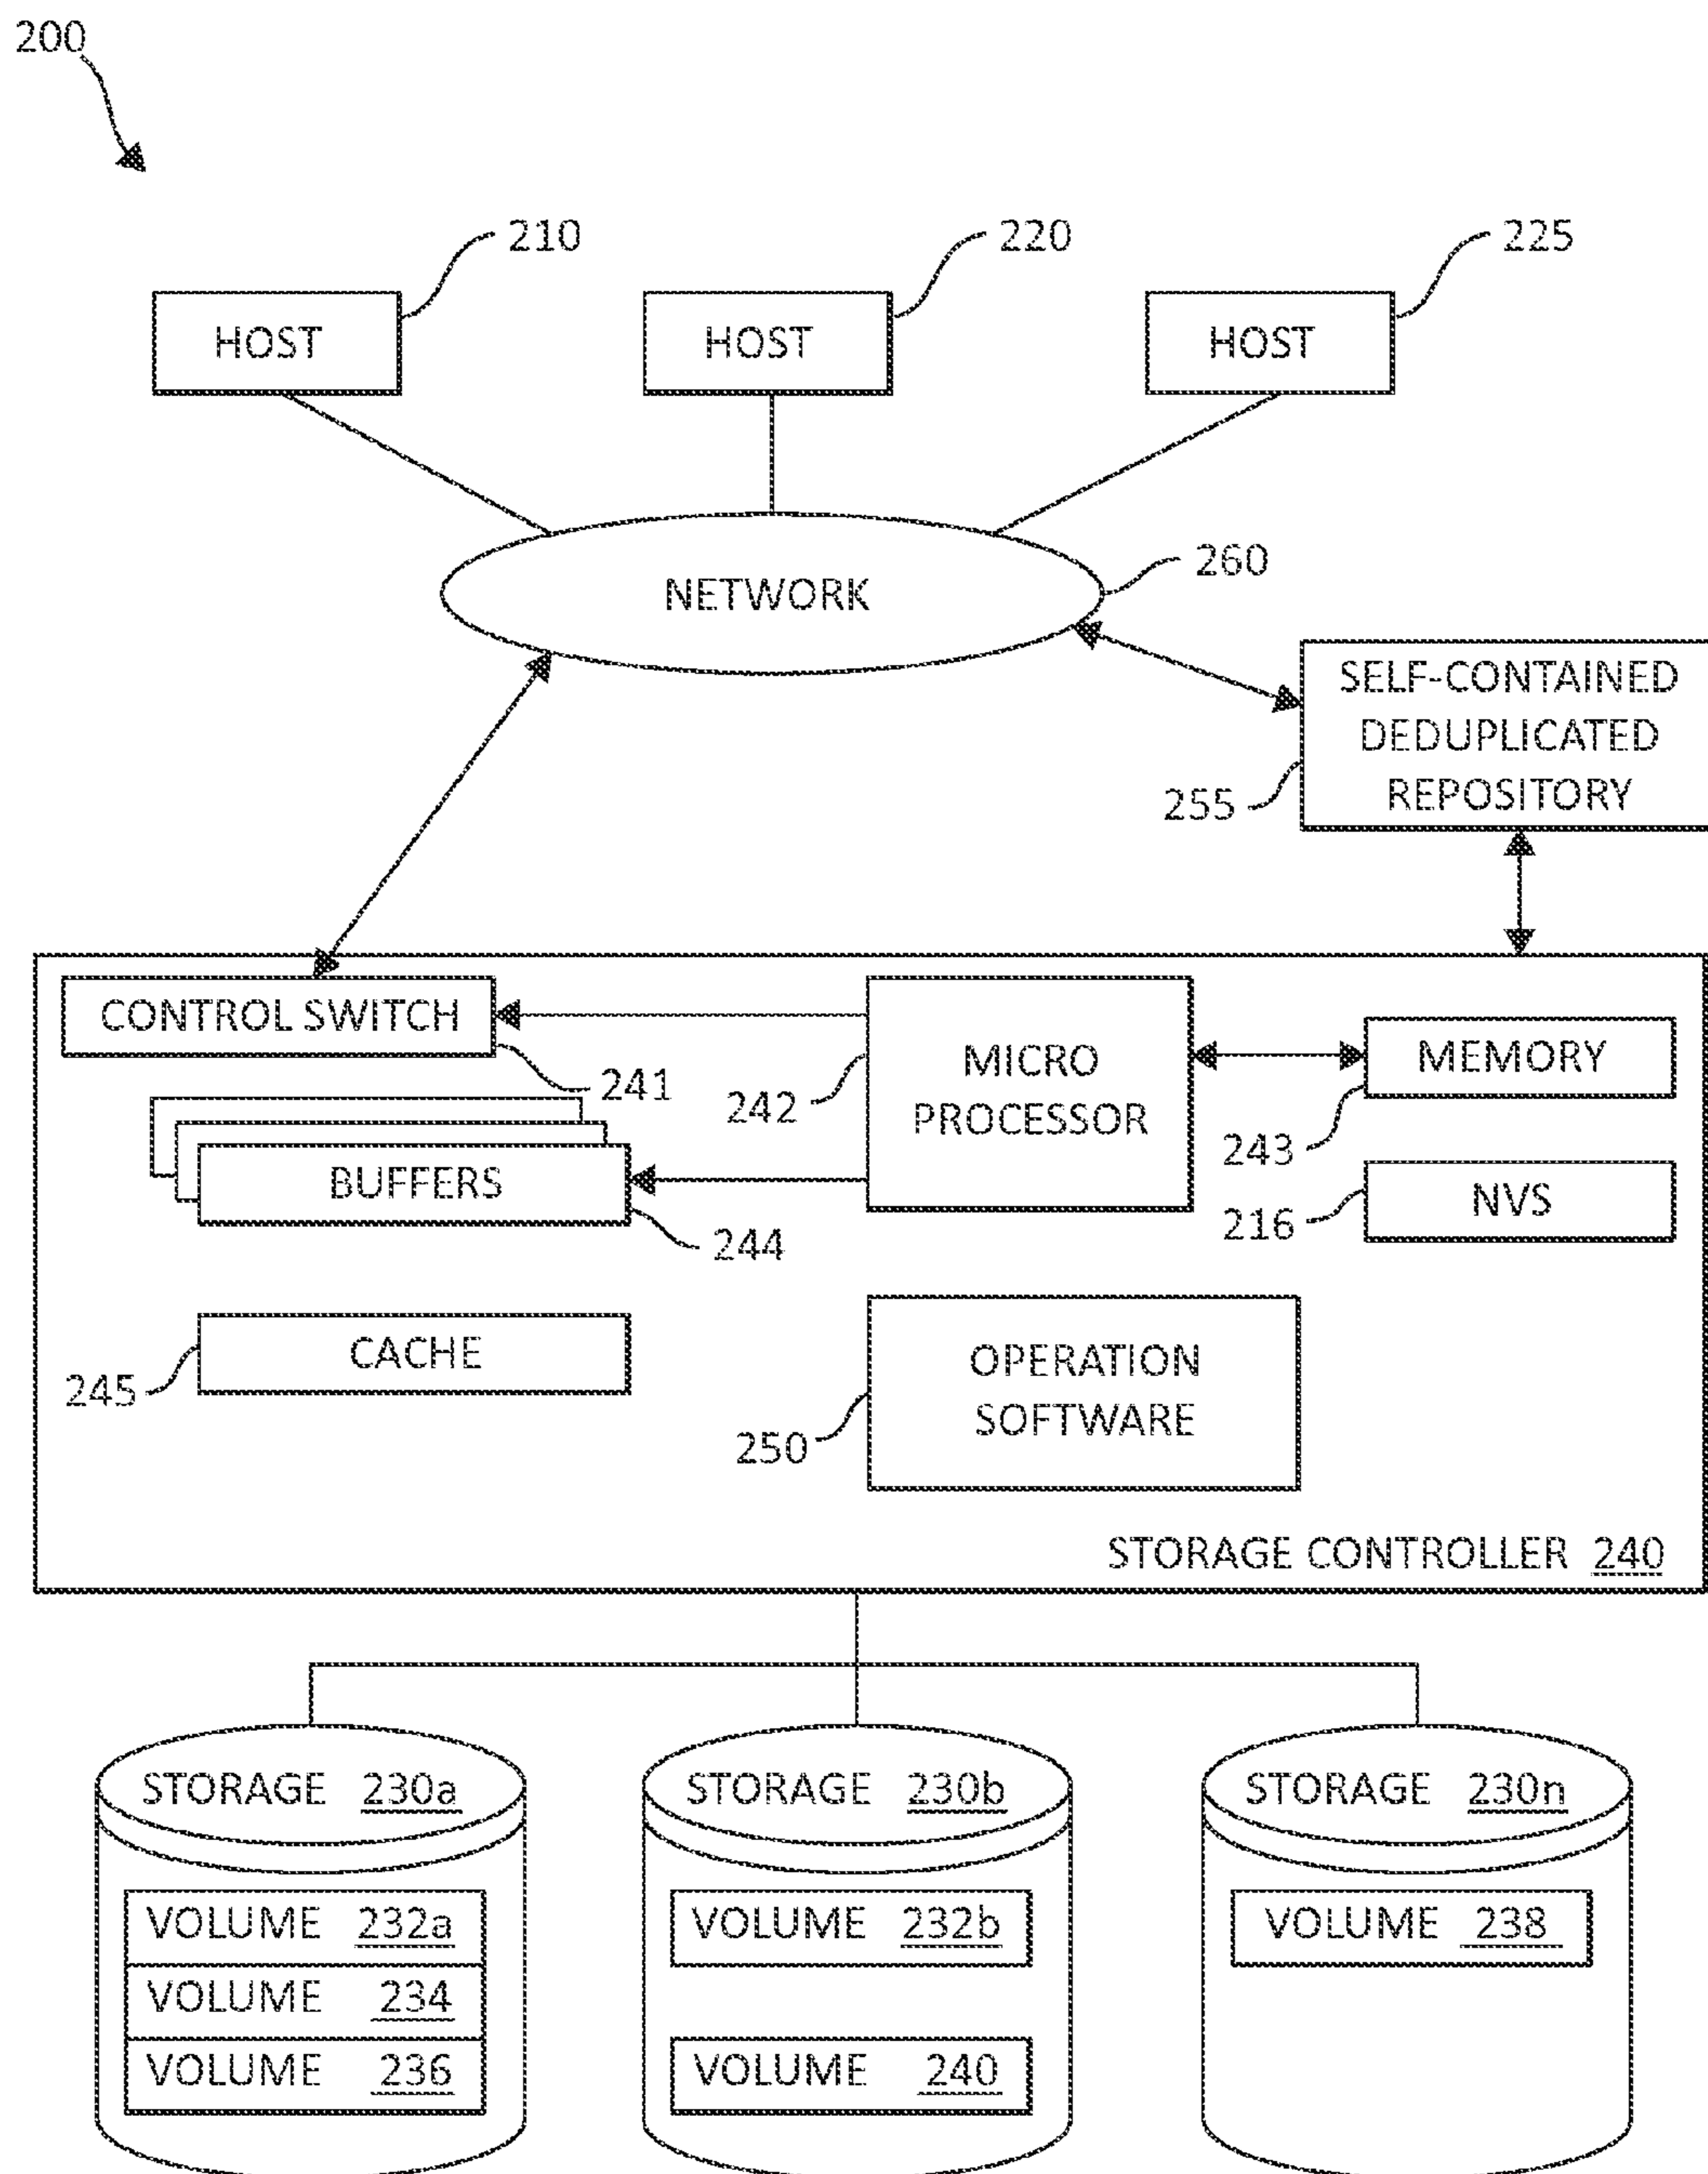 200
210
220
225
HOST
HOST
HOST
260
NETWORK
SELF-CONTAINED
DEDUPLICATED
REPOSITORY
255
CONTROL SWITCH
241
MICRO
PROCESSOR
242
MEMORY
243
BUFFERS
244
NVS
216
CACHE
245
OPERATION
SOFTWARE
250
STORAGE CONTROLLER 240
STORAGE 230a
VOLUME 232a
VOLUME 234
VOLUME 236
STORAGE 230b
VOLUME 232b
VOLUME 240
STORAGE 230n
VOLUME 238